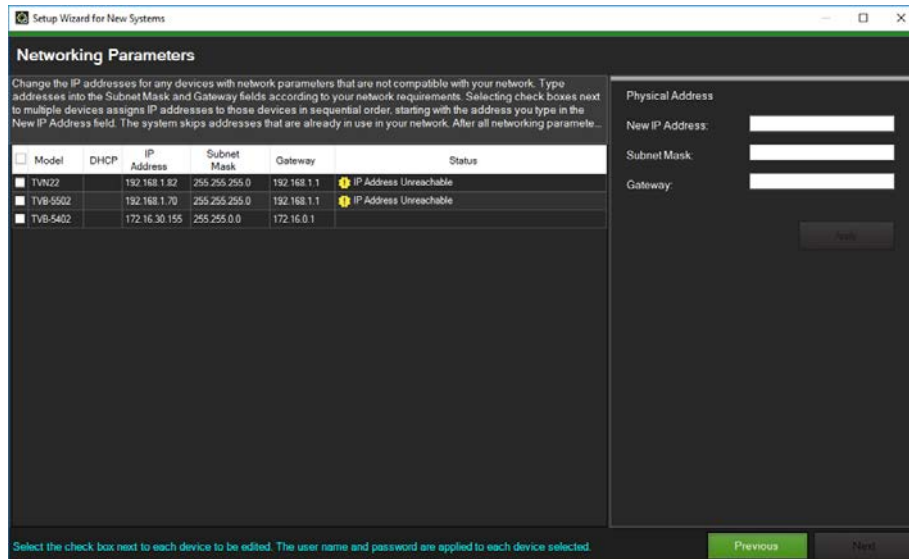 Setup Wizard for New Systems
Networking Parameters
Change the IP addresses for any devices with network parameters that are not compatible with your network. Type
addresses into the Subnet Mask and Gateway fields according to your network requirements. Selecting check boxes next
to multiple devices assigns IP addresses to those devices in sequential order, starting with the address you type in the
New IP Address field. The system skips addresses that are already in use in your network. After all networking paramete...
Model DHCP IP Address Subnet Mask Gateway Status
TVN22 192.168.1.82 255.255.255.0 192.168.1.1 IP Address Unreachable
TVB-5502 192.168.1.70 255.255.255.0 192.168.1.1 IP Address Unreachable
TVB-5402 172.16.30.155 255.255.0.0 172.16.0.1
Physical Address
New IP Address:
Subnet Mask:
Gateway:
Apply
Select the check box next to each device to be edited. The user name and password are applied to each device selected.
Previous
Next